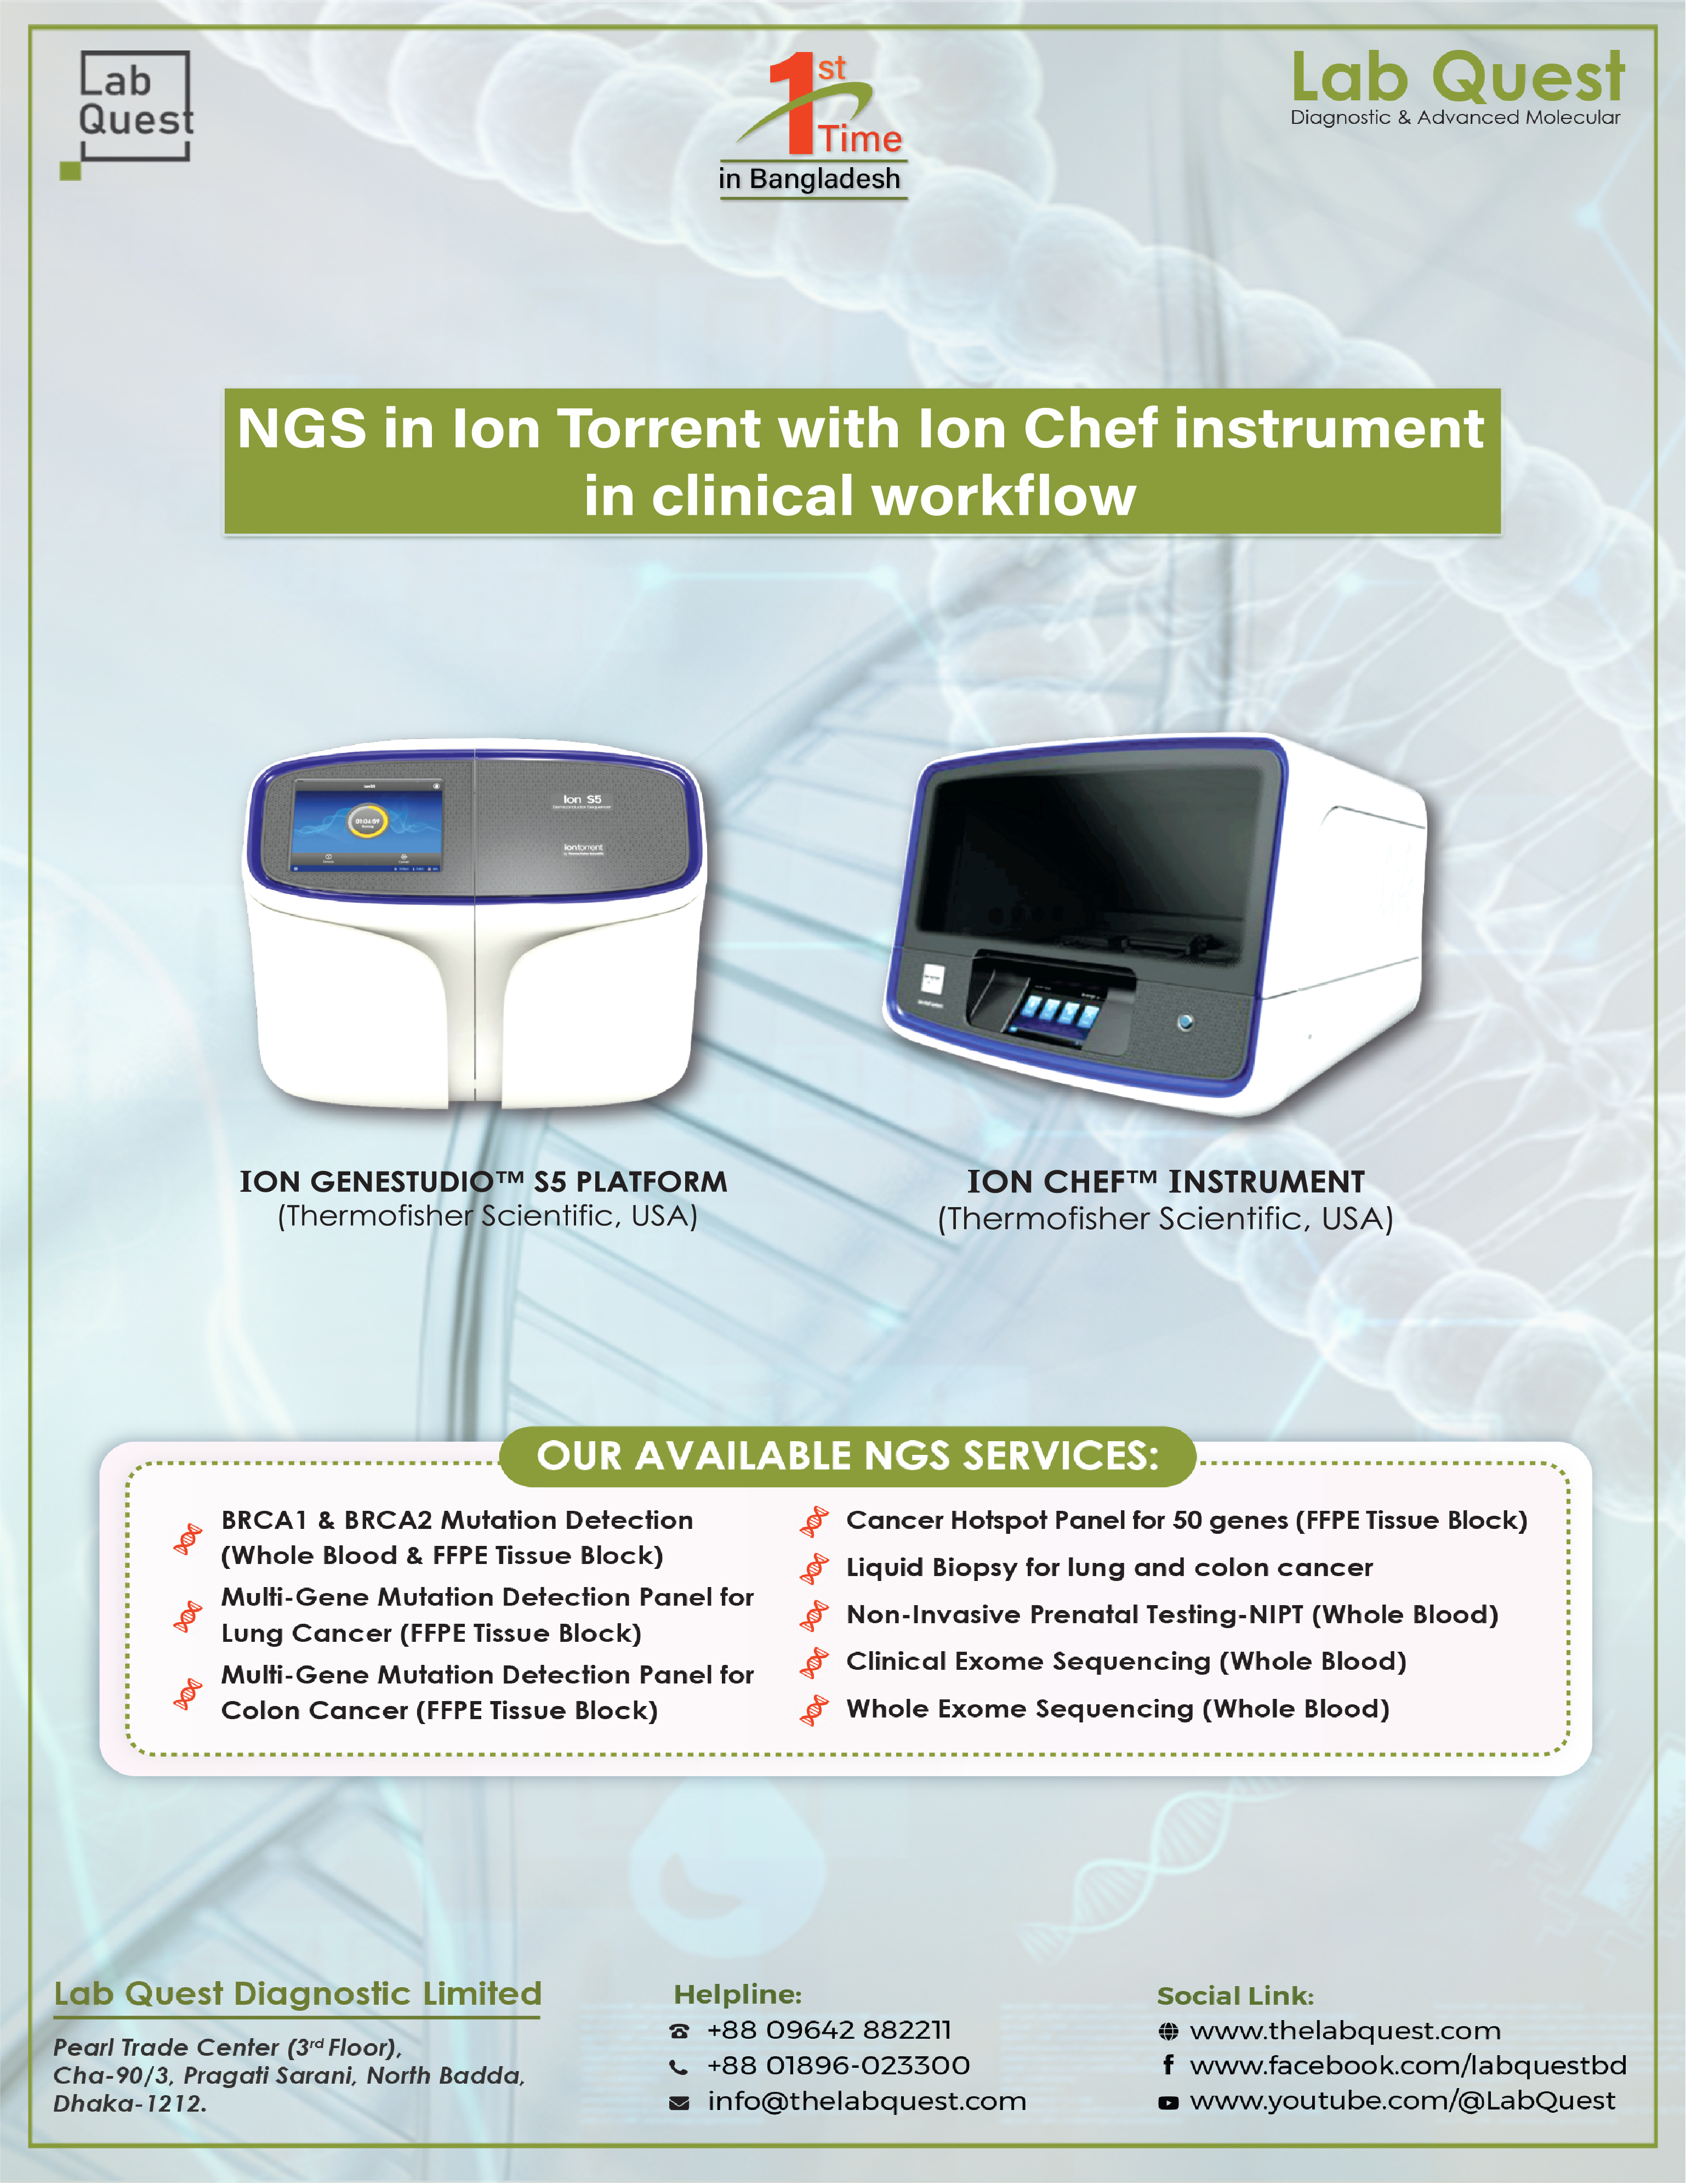 Lab
Quest
1st
Time
in Bangladesh
Lab Quest
Diagnostic & Advanced Molecular
NGS in Ion Torrent with Ion Chef instrument
in clinical workflow
Ion S5
iontorrent
01:04:59
ION GENESTUDIO™ S5 PLATFORM
(Thermofisher Scientific, USA)
ION CHEF™ INSTRUMENT
(Thermofisher Scientific, USA)
OUR AVAILABLE NGS SERVICES:
BRCA1 & BRCA2 Mutation Detection
(Whole Blood & FFPE Tissue Block)
Multi-Gene Mutation Detection Panel for
Lung Cancer (FFPE Tissue Block)
Multi-Gene Mutation Detection Panel for
Colon Cancer (FFPE Tissue Block)
Cancer Hotspot Panel for 50 genes (FFPE Tissue Block)
Liquid Biopsy for lung and colon cancer
Non-Invasive Prenatal Testing-NIPT (Whole Blood)
Clinical Exome Sequencing (Whole Blood)
Whole Exome Sequencing (Whole Blood)
Lab Quest Diagnostic Limited
Pearl Trade Center (3rd Floor),
Cha-90/3, Pragati Sarani, North Badda,
Dhaka-1212.
Helpline:
+88 09642 882211
+88 01896-023300
info@thelabquest.com
Social Link:
www.thelabquest.com
www.facebook.com/labquestbd
www.youtube.com/@LabQuest